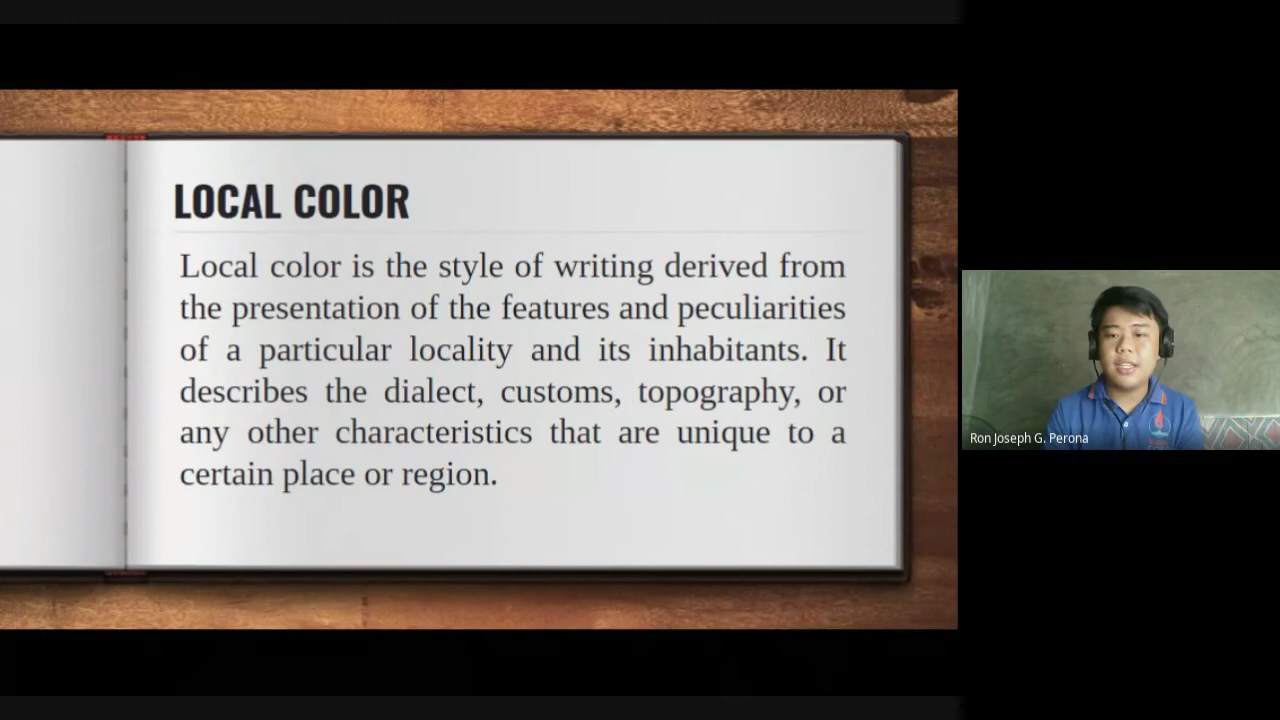 LOCAL COLOR
Local color is the style of writing derived from
the presentation of the features and peculiarities
of a particular locality and its inhabitants. It
describes the dialect, customs, topography, or
any other characteristics that are unique to a
certain place or region.
Ron Joseph G. Perona